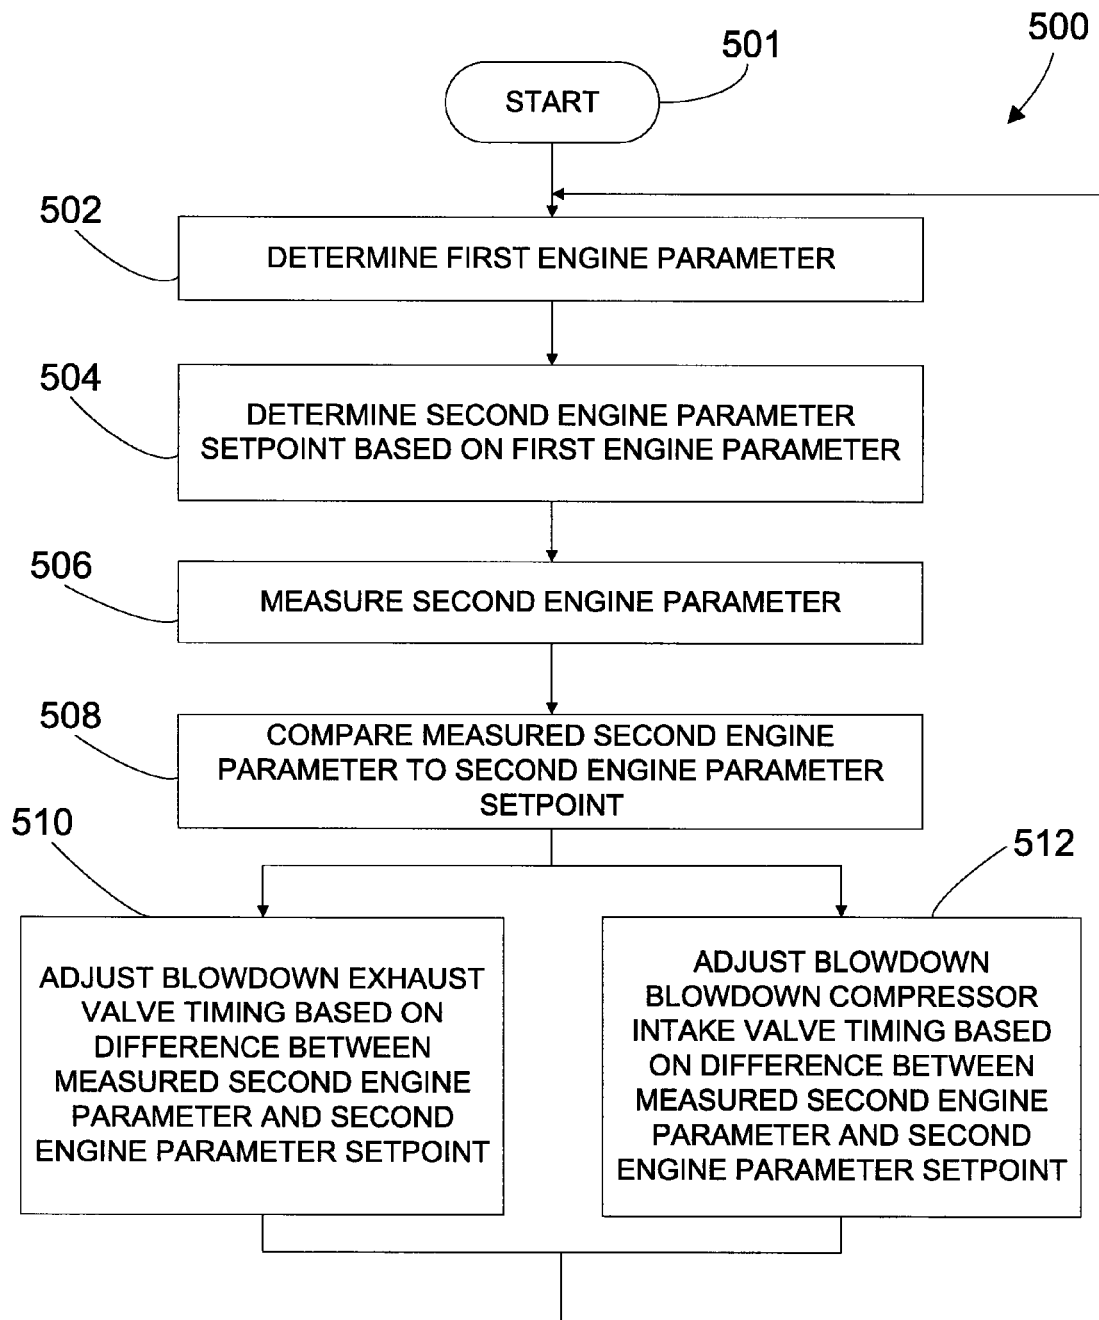 500
501
START
502
DETERMINE FIRST ENGINE PARAMETER
504
DETERMINE SECOND ENGINE PARAMETER
SETPOINT BASED ON FIRST ENGINE PARAMETER
506
MEASURE SECOND ENGINE PARAMETER
508
COMPARE MEASURED SECOND ENGINE
PARAMETER TO SECOND ENGINE PARAMETER
SETPOINT
510
ADJUST BLOWDOWN EXHAUST
VALVE TIMING BASED ON
DIFFERENCE BETWEEN
MEASURED SECOND ENGINE
PARAMETER AND SECOND
ENGINE PARAMETER SETPOINT
512
ADJUST BLOWDOWN
BLOWDOWN COMPRESSOR
INTAKE VALVE TIMING BASED
ON DIFFERENCE BETWEEN
MEASURED SECOND ENGINE
PARAMETER AND SECOND
ENGINE PARAMETER SETPOINT